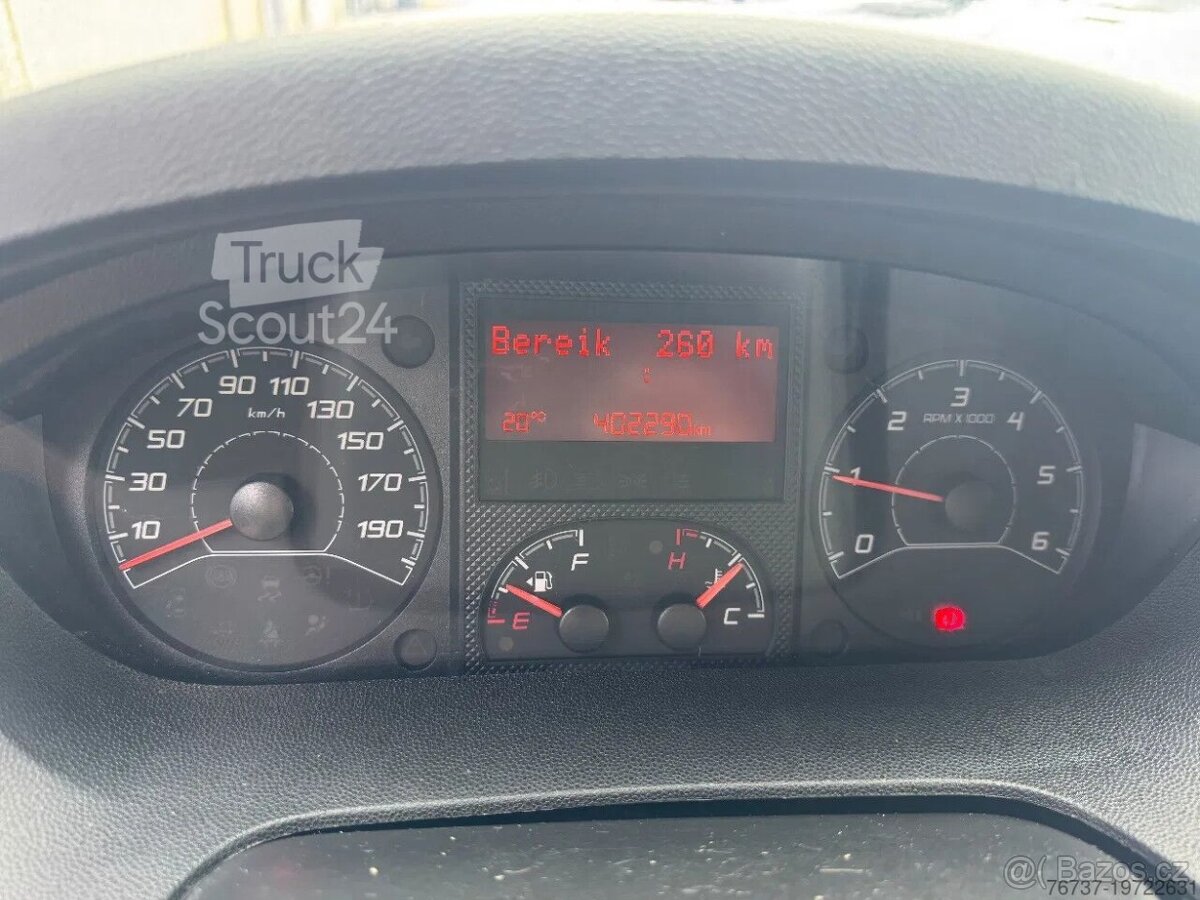 Truck
Scout24
Bereik 260 km
:
20°C 402290km
10 30 50 70 90 110 130 150 170 190
km/h
0 1 2 3 4 5 6
RPM X 1000
E F
H C
@( Bazos.cz
76737-19722631